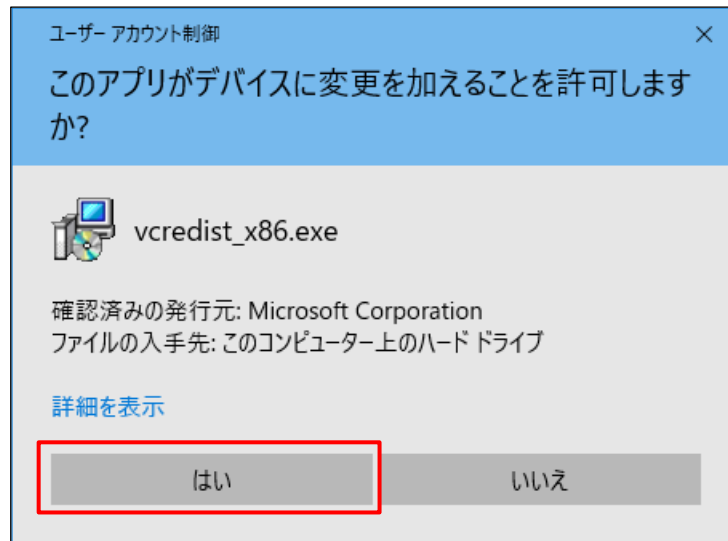 ユーザー アカウント制御
このアプリがデバイスに変更を加えることを許可します
か?
vcredist_x86.exe
確認済みの発行元: Microsoft Corporation
ファイルの入手先: このコンピューター上のハード ドライブ
詳細を表示
はい
いいえ